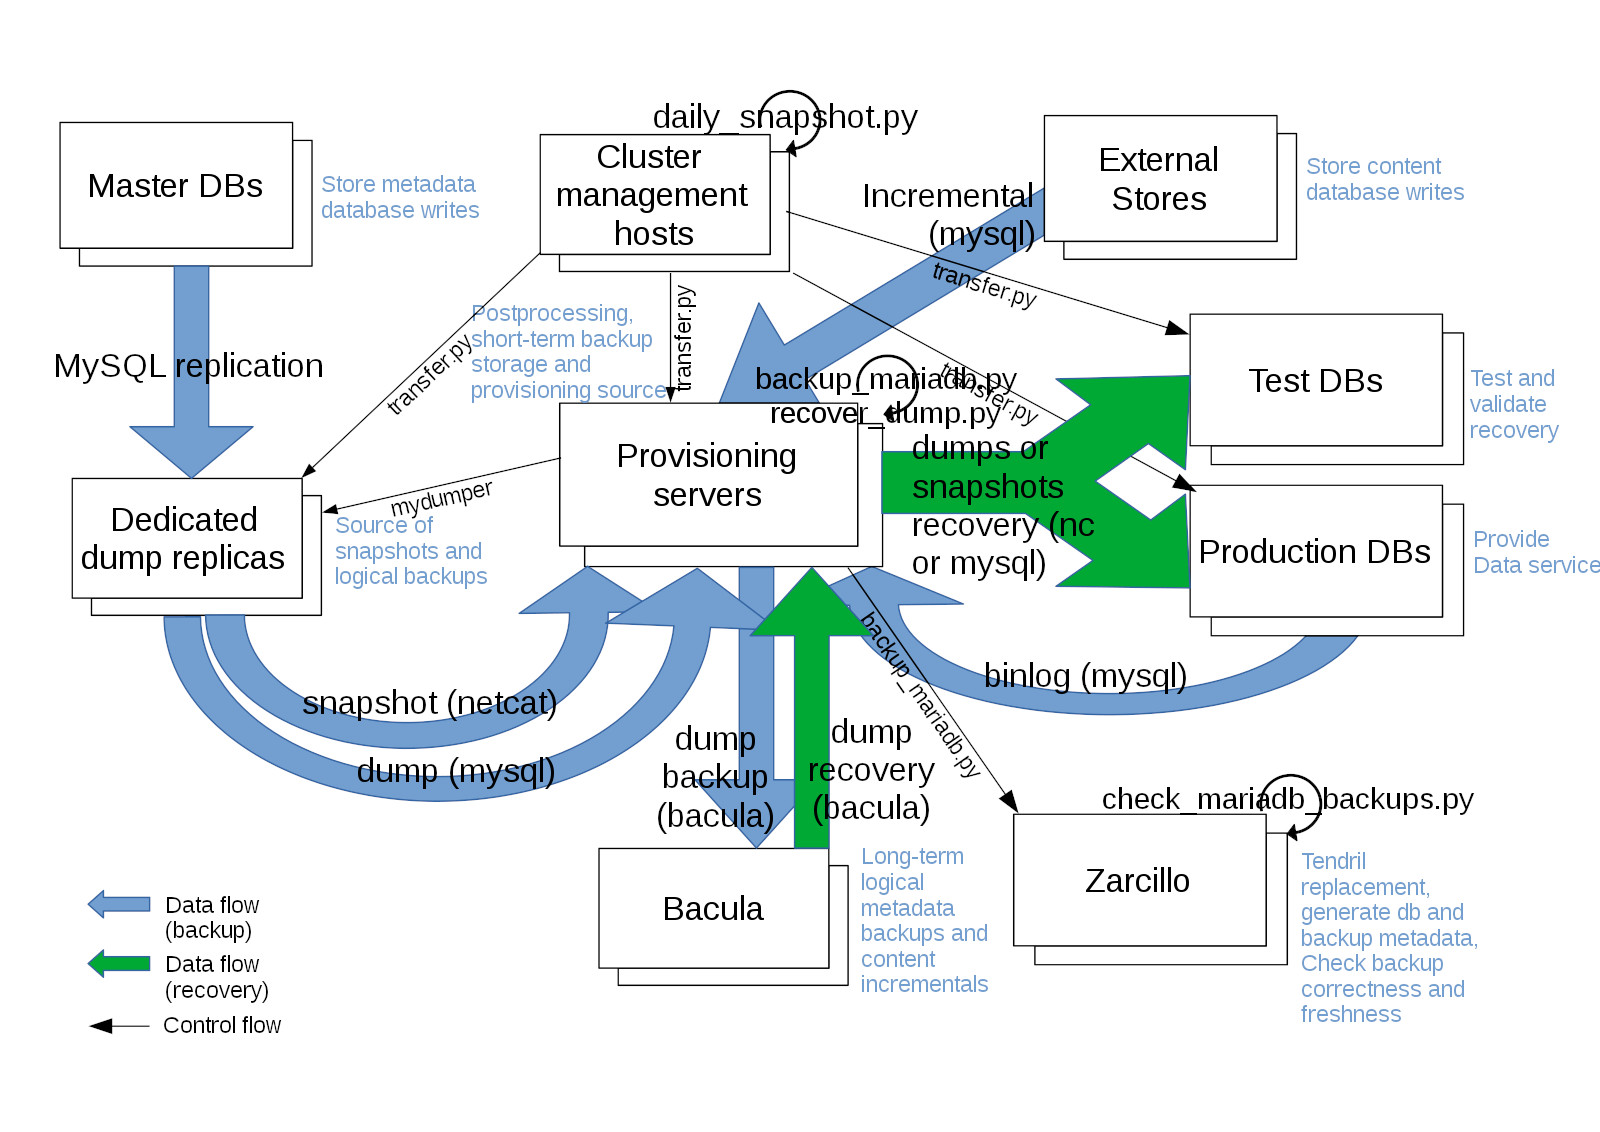 daily_snapshot.py
Master DBs
Store metadata
database writes
Cluster
management
hosts
External
Stores
Store content
database writes
Incremental
(mysql)
transfer.py
MySQL replication
transfer.py
Postprocessing,
short-term backup
storage and
provisioning source
transfer.py
transfer.py
backup_mariadb.py
recover_dump.py
Test DBs
Test and
validate
recovery
Provisioning
servers
dumps or
snapshots
recovery (nc
or mysql)
mydumper
Dedicated
dump replicas
Source of
snapshots and
logical backups
Production DBs
Provide
Data service
snapshot (netcat)
dump (mysql)
binlog (mysql)
backup_mariadb.py
dump
backup
(bacula)
dump
recovery
(bacula)
check_mariadb_backups.py
Bacula
Long-term
logical
metadata
backups and
content
incrementals
Zarcillo
Tendril
replacement,
generate db and
backup metadata,
Check backup
correctness and
freshness
Data flow
(backup)
Data flow
(recovery)
Control flow